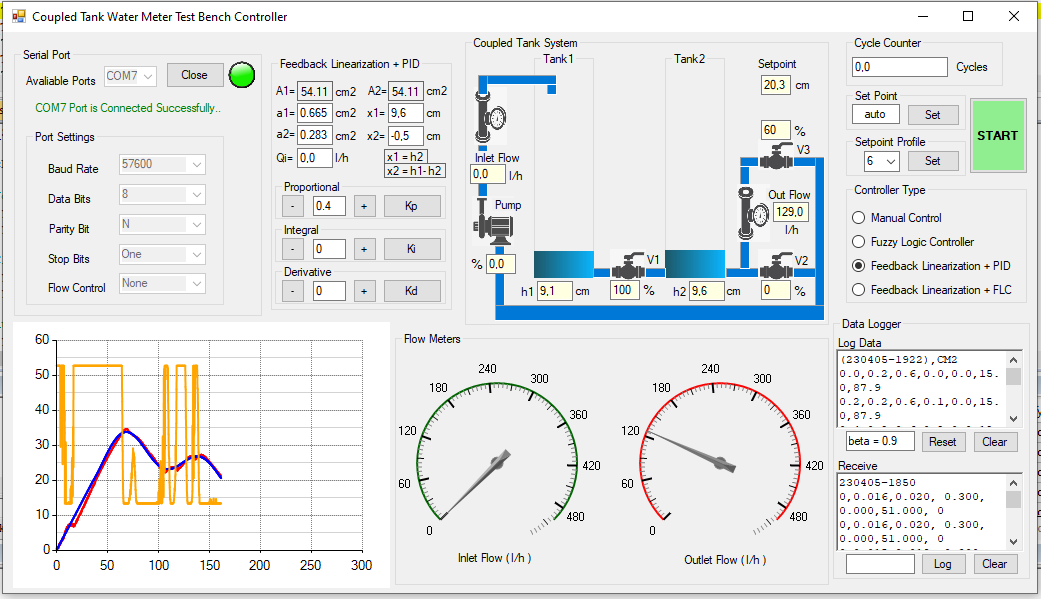 Coupled Tank Water Meter Test Bench Controller
Serial Port
Avaliable Ports COM7 Close
COM7 Port is Connected Successfully..
Port Settings
Baud Rate 57600
Data Bits 8
Parity Bit N
Stop Bits One
Flow Control None
Feedback Linearization + PID
A1= 54.11 cm2 A2= 54.11 cm2
a1= 0.665 cm2 x1= 9,6 cm
a2= 0.283 cm2 x2= -0,5 cm
Qi= 0,0 l/h x1 = h2
x2 = h1- h2
Proportional
- 0.4 + Kp
Integral
- 0 + Ki
Derivative
- 0 + Kd
Coupled Tank System
Tank1
Tank2
Setpoint
20,3 cm
60 %
V3
Inlet Flow
0,0 l/h
Out Flow
129,0
l/h
Pump
% 0,0
V1
V2
h1 9,1 cm
100 %
h2 9,6 cm
0 %
Cycle Counter
0,0 Cycles
Set Point
auto Set
Setpoint Profile
6 Set
START
Controller Type
Manual Control
Fuzzy Logic Controller
Feedback Linearization + PID
Feedback Linearization + FLC
60
50
40
30
20
10
0
0 50 100 150 200 250 300
Flow Meters
0 60 120 180 240 300 360 420 480
Inlet Flow ( l/h )
0 60 120 180 240 300 360 420 480
Outlet Flow ( l/h )
Data Logger
Log Data
(230405-1922),CM2
0.0,0.2,0.6,0.0,0.0,15.
0,87.9
0.2,0.2,0.6,0.1,0.0,15.
0,87.9
beta = 0.9 Reset Clear
Receive
230405-1850
0,0.016,0.020, 0.300,
0.000,51.000, 0
0,0.016,0.020, 0.300,
0.000,51.000, 0
Log Clear